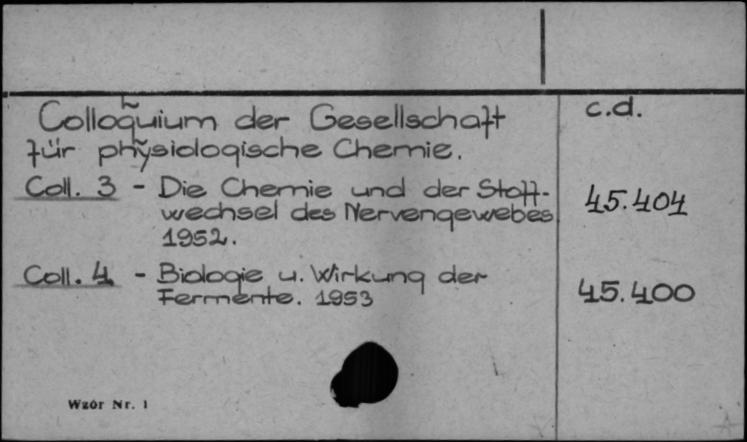 Colloquium der Gesellschaft c.d.
für physiologische Chemie.
Coll. 3 - Die Chemie und der Stoff-
wechsel des Nervengewebes 45.404
1952.
Coll. 4 - Biologie u. Wirkung der
Fermente. 1953 45.400
Wzór Nr. 1